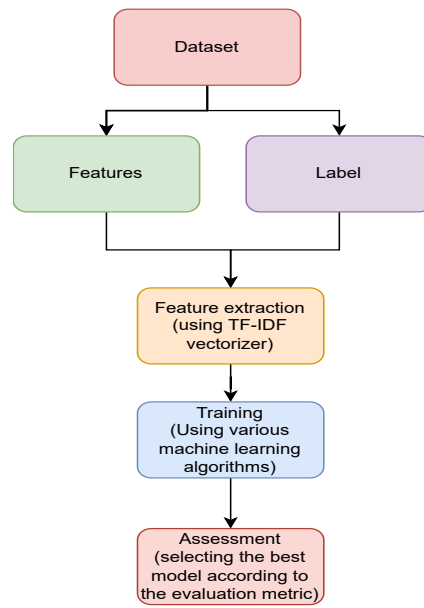 Dataset
Features
Label
Feature extraction
(using TF-IDF
vectorizer)
Training
(Using various
machine learning
algorithms)
Assessment
(selecting the best
model according to
the evaluation metric)